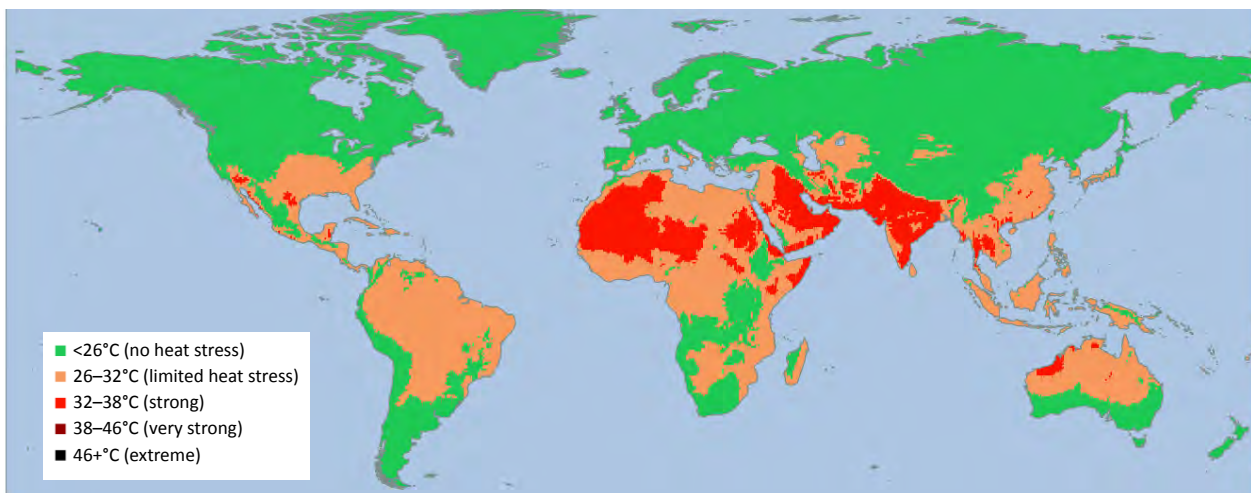 <26°C (no heat stress)
26–32°C (limited heat stress)
32–38°C (strong)
38–46°C (very strong)
46+°C (extreme)